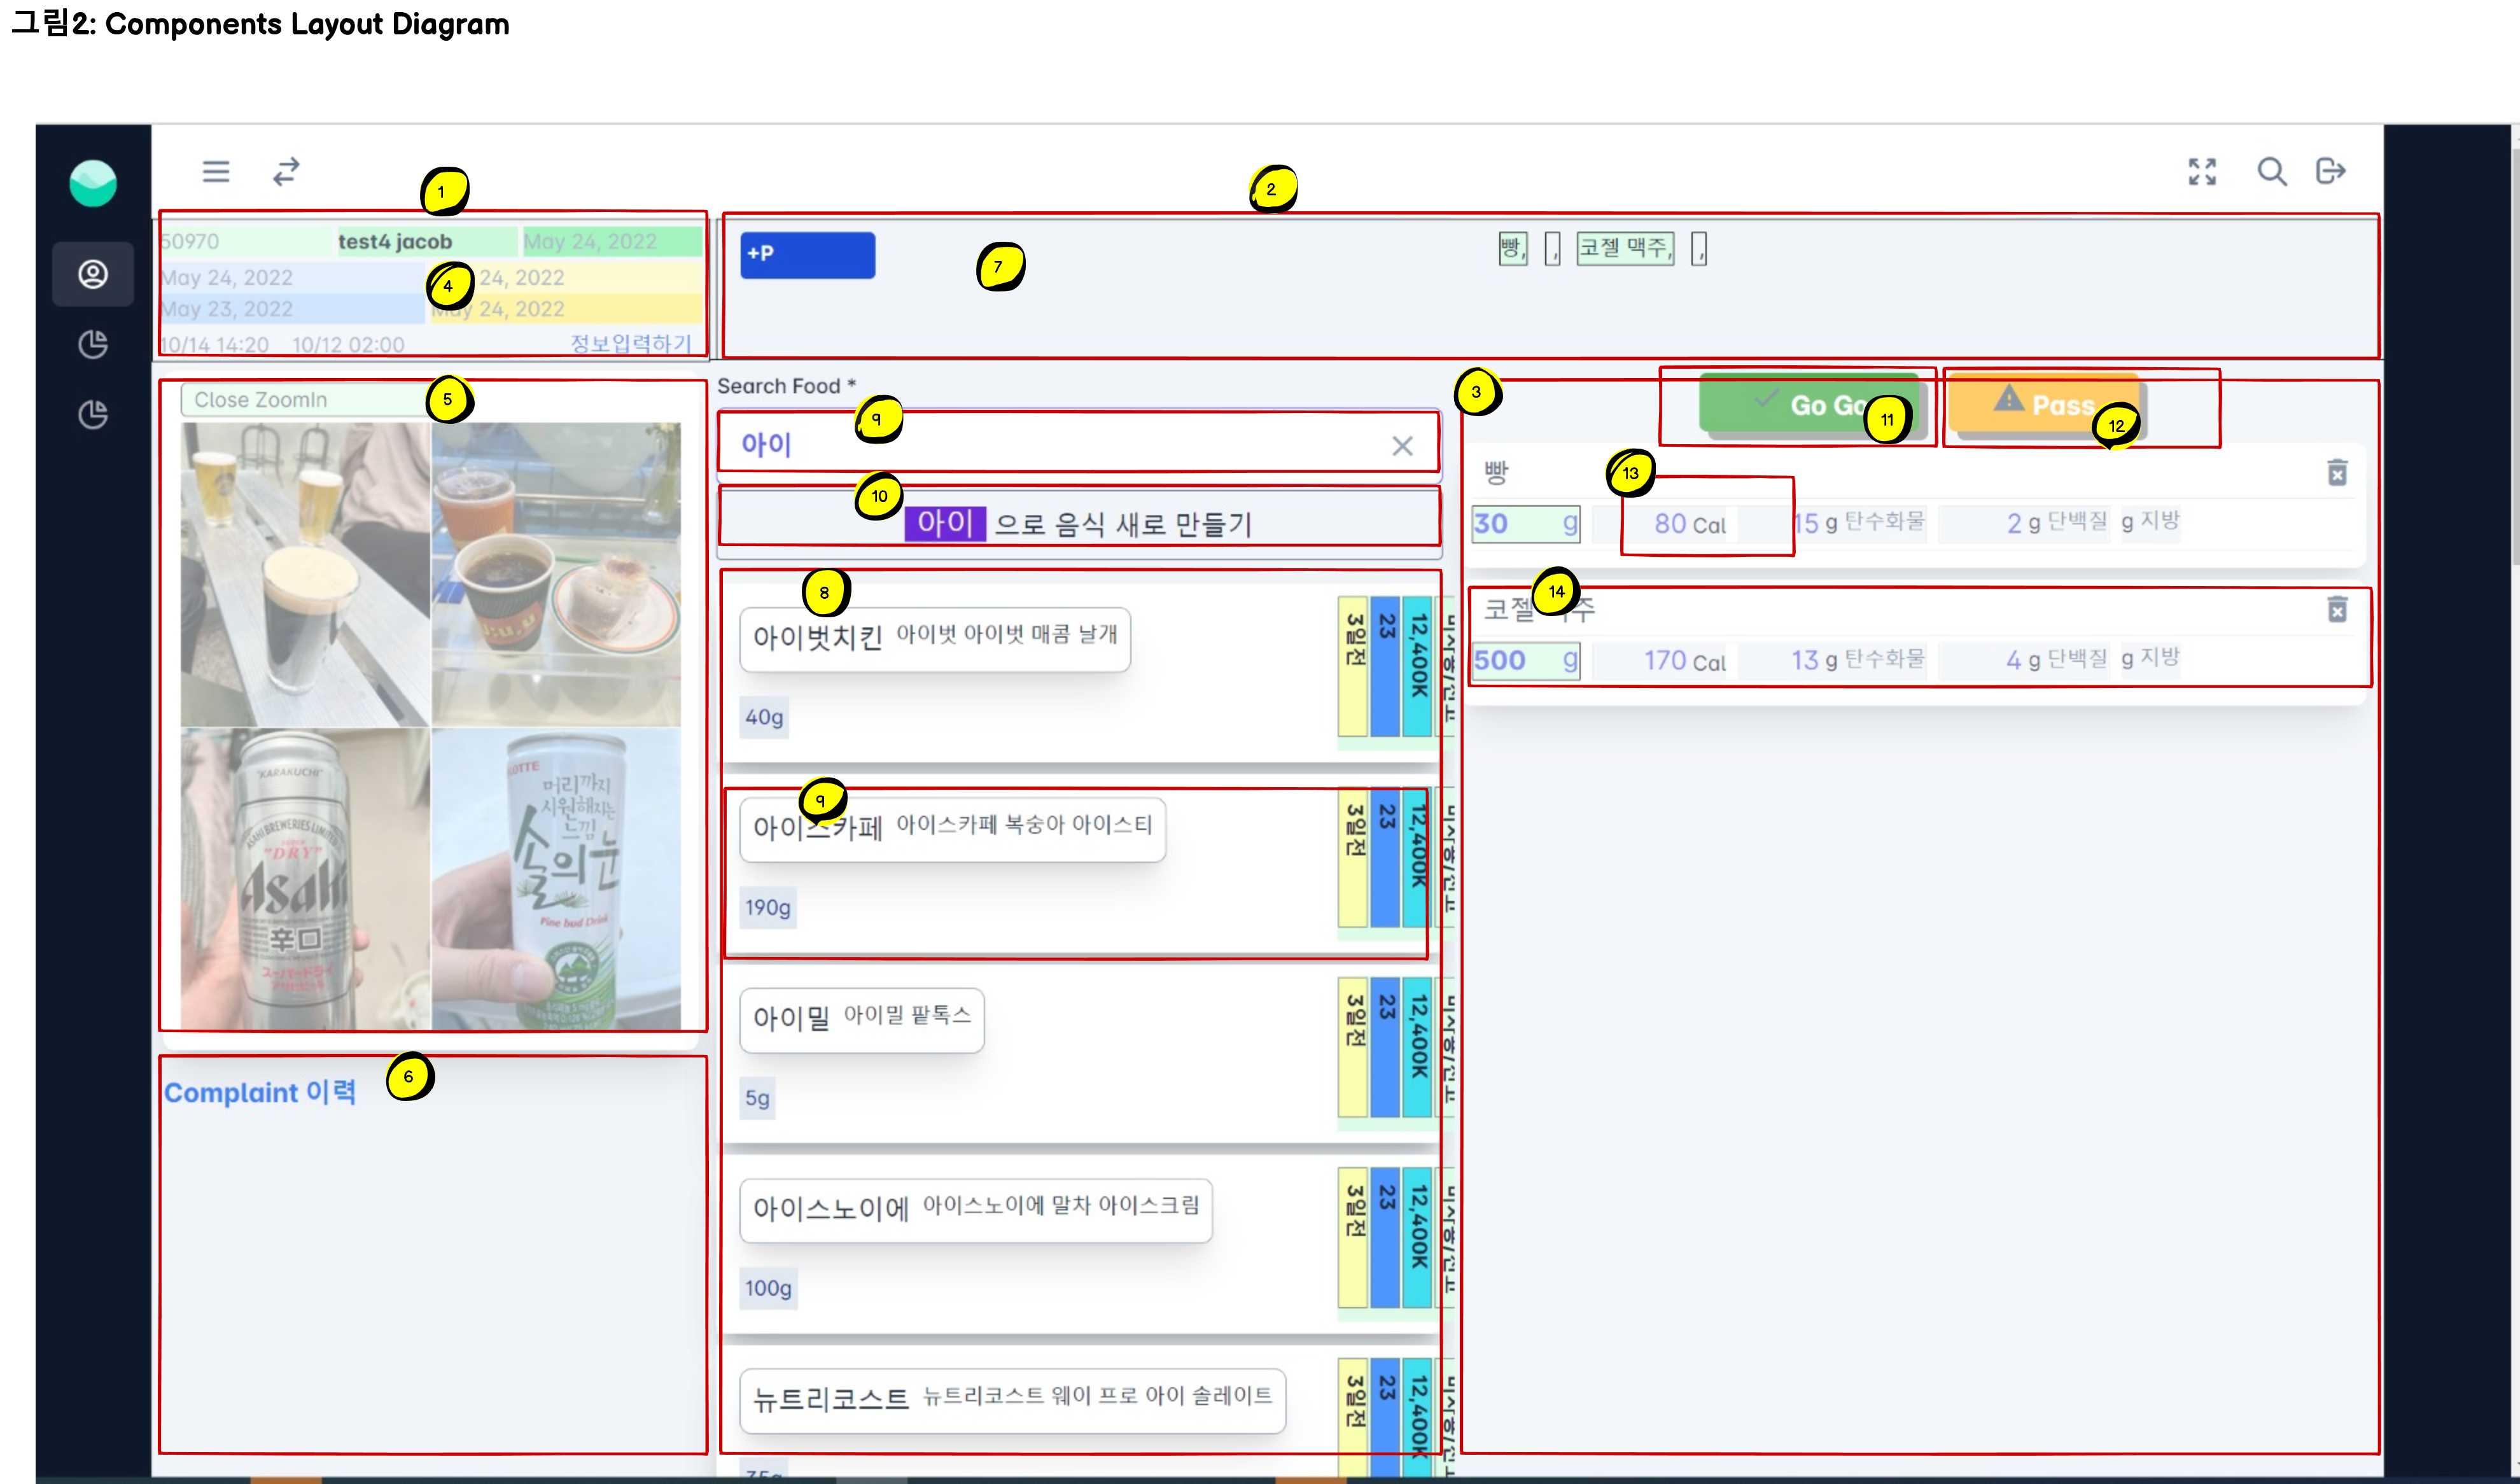 그림2: Components Layout Diagram
1
2
50970 test4 jacob May 24, 2022
May 24, 2022 24, 2022
4
May 23, 2022 May 24, 2022
10/14 14:20 10/12 02:00 정보입력하기
+P
7
빵, , 코젤 맥주, ,
Close ZoomIn
5
"KARAKUCHI"
ASAHI BREWERIES LIMITED
"DRY"
Asahi
辛口
LOTTE
머리까지
시원해지는
느낌
솔의눈
Pine bud Drink
Complaint 이력
6
Search Food *
9
아이
10
아이 으로 음식 새로 만들기
8
아이벗치킨 아이벗 아이벗 매콤 날개
40g
3일전
23
12,400K
9
아이스카페 아이스카페 복숭아 아이스티
190g
3일전
23
12,400K
아이밀 아이밀 팥톡스
5g
3일전
23
12,400K
아이스노이에 아이스노이에 말차 아이스크림
100g
3일전
23
12,400K
뉴트리코스트 뉴트리코스트 웨이 프로 아이 솔레이트
3일전
23
12,400K
3
Go Go
11
Pass
12
빵
13
30 g 80 Cal 15 g 탄수화물 2 g 단백질 g 지방
14
코젤 주
500 g 170 Cal 13 g 탄수화물 4 g 단백질 g 지방